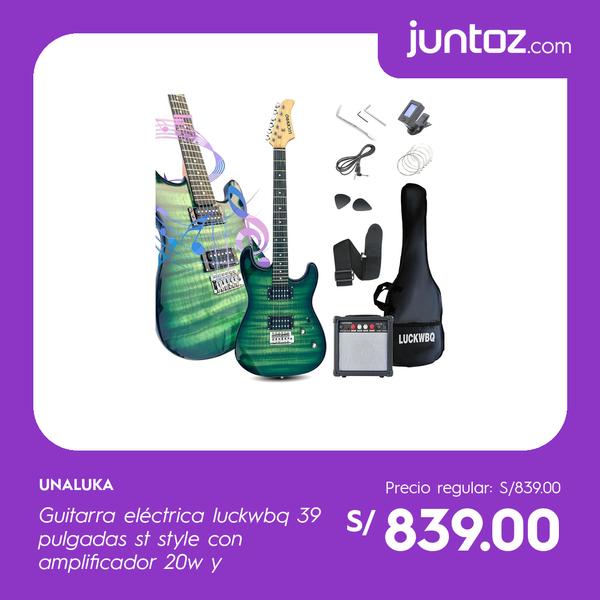 juntoz.com
LUCKWBQ
LUCKWBQ
UNALUKA
Guitarra eléctrica luckwbq 39
pulgadas st style con
amplificador 20w y
Precio regular: S/839.00
S/ 839.00